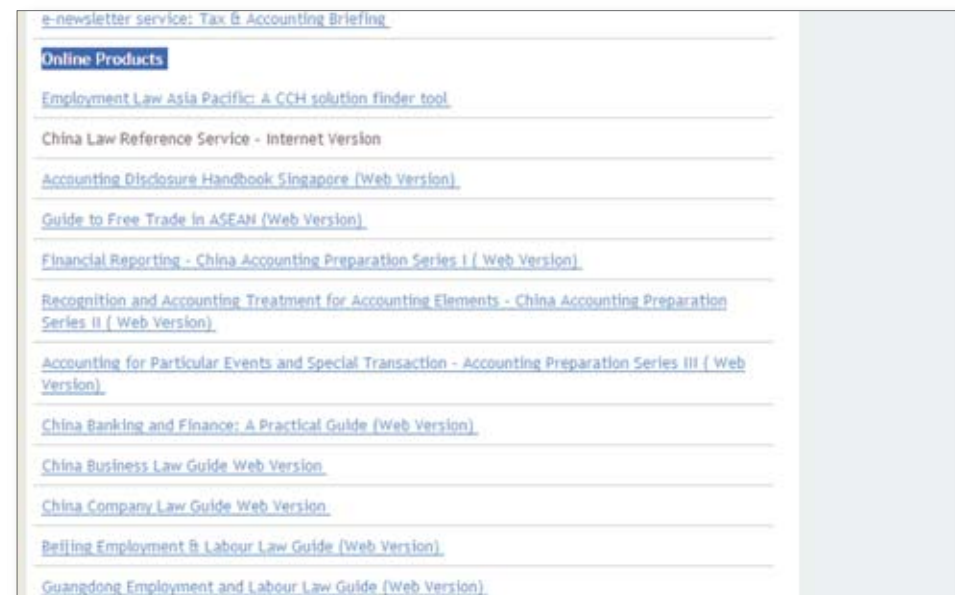 e-newsletter service: Tax & Accounting Briefing
Online Products
Employment Law Asia Pacific: A CCH solution finder tool
China Law Reference Service - Internet Version
Accounting Disclosure Handbook Singapore (Web Version)
Guide to Free Trade in ASEAN (Web Version)
Financial Reporting - China Accounting Preparation Series I ( Web Version)
Recognition and Accounting Treatment for Accounting Elements - China Accounting Preparation
Series II ( Web Version)
Accounting for Particular Events and Special Transaction - Accounting Preparation Series III ( Web
Version)
China Banking and Finance: A Practical Guide (Web Version)
China Business Law Guide Web Version
China Company Law Guide Web Version
Beijing Employment & Labour Law Guide (Web Version)
Guangdong Employment and Labour Law Guide (Web Version)